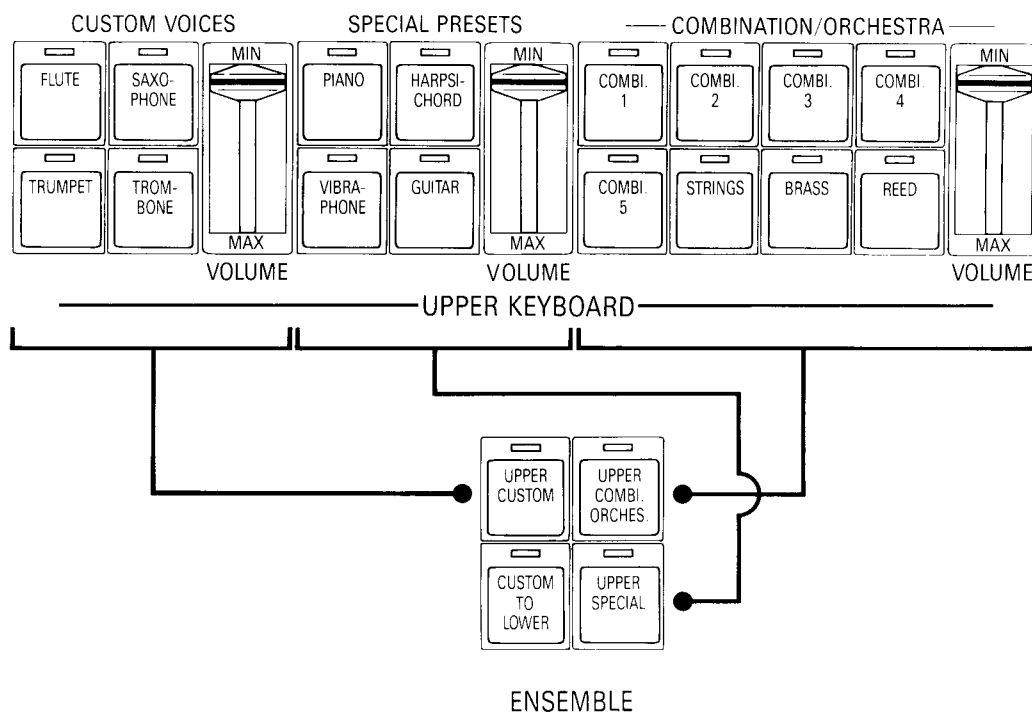 CUSTOM VOICES
SPECIAL PRESETS
COMBINATION/ORCHESTRA
FLUTE
SAXO-
PHONE
MIN
PIANO
HARPSI-
CHORD
MIN
COMBI.
1
COMBI.
2
COMBI.
3
COMBI.
4
MIN
TRUMPET
TROM-
BONE
MAX
VIBRA-
PHONE
GUITAR
MAX
COMBI.
5
STRINGS
BRASS
REED
MAX
VOLUME
VOLUME
VOLUME
UPPER KEYBOARD
UPPER
CUSTOM
UPPER
COMBI.
ORCHES.
CUSTOM
TO
LOWER
UPPER
SPECIAL
ENSEMBLE